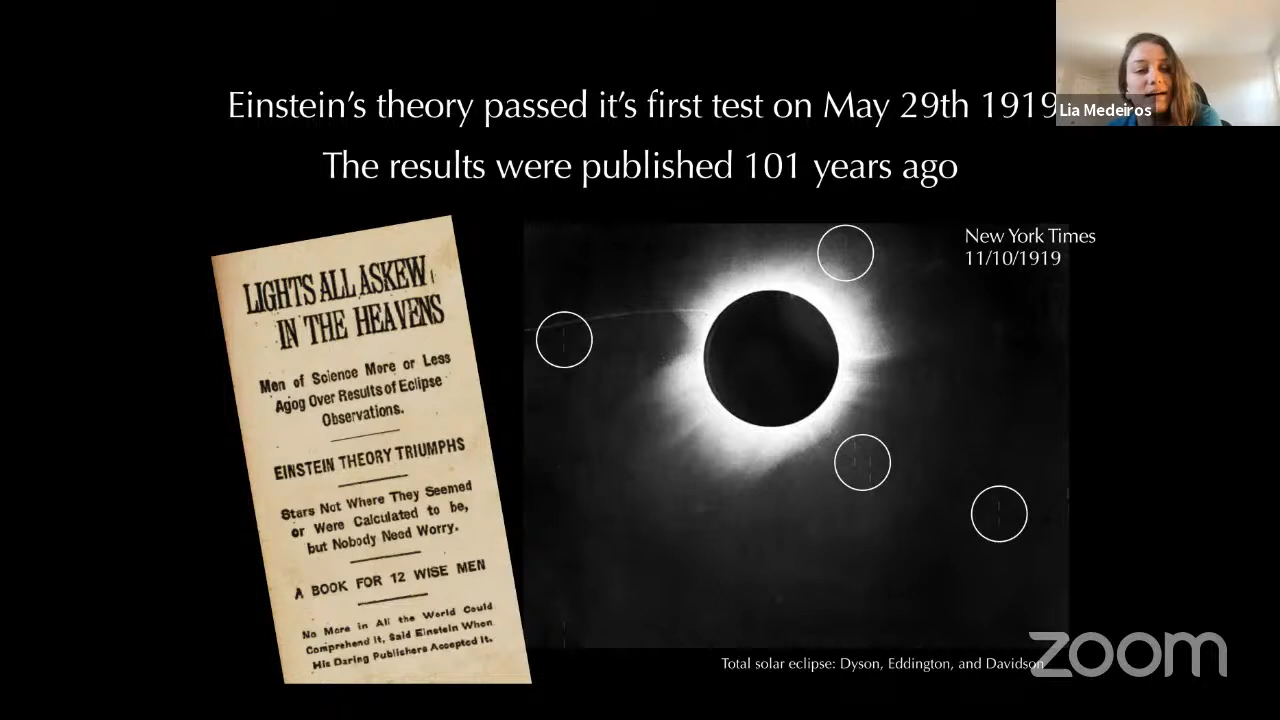 Einstein’s theory passed it’s first test on May 29th 1919
Lia Medeiros
The results were published 101 years ago
LIGHTS ALL ASKEW
IN THE HEAVENS
Men of Science More or Less
Agog Over Results of Eclipse
Observations.
EINSTEIN THEORY TRIUMPHS
Stars Not Where They Seemed
or Were Calculated to be,
but Nobody Need Worry.
A BOOK FOR 12 WISE MEN
No More in All the World Could
Comprehend It, Said Einstein When
His Daring Publishers Accepted It.
New York Times
11/10/1919
Total solar eclipse: Dyson, Eddington, and Davidson
zoom